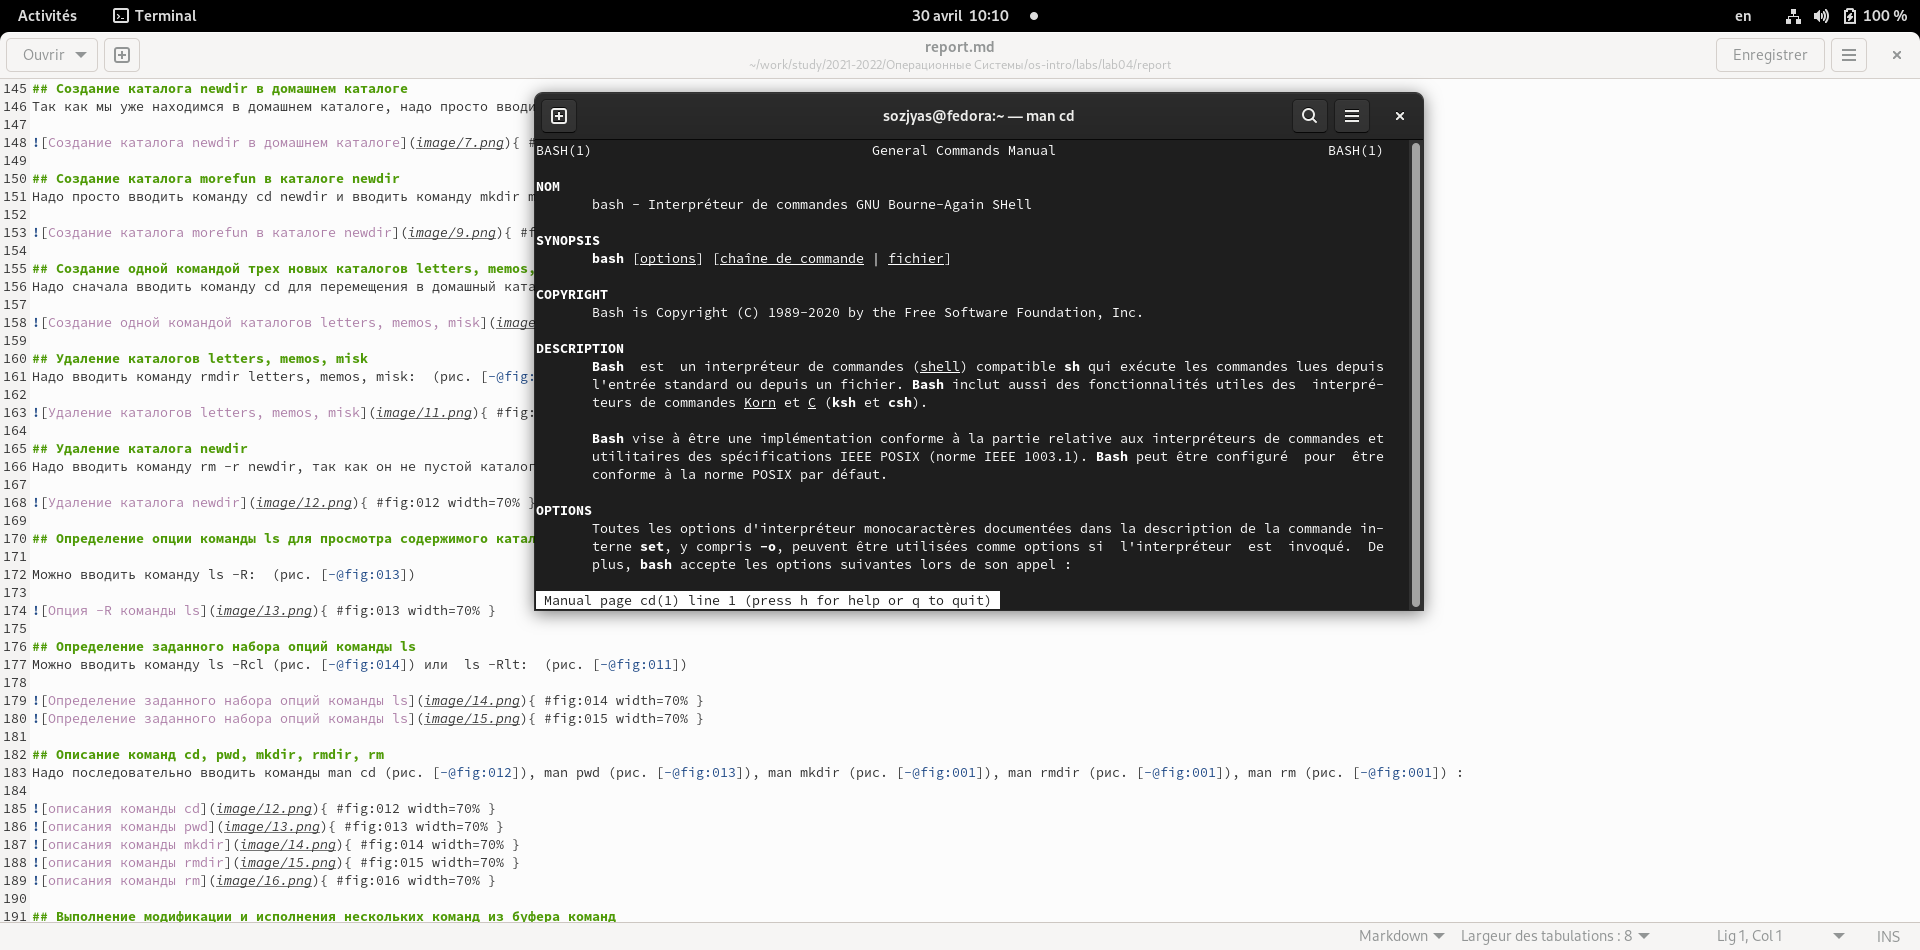 Activités Terminal 30 avril 10:10 en 100 %
Ouvrir report.md Enregistrer
~/work/study/2021-2022/Операционные Системы/os-intro/labs/lab04/report
145 ## Создание каталога newdir в домашнем каталоге
146 Так как мы уже находимся в домашнем каталоге, надо просто вводи
147
148 ![Создание каталога newdir в домашнем каталоге](image/7.png){ #
149
150 ## Создание каталога morefun в каталоге newdir
151 Надо просто вводить команду cd newdir и вводить команду mkdir m
152
153 ![Создание каталога morefun в каталоге newdir](image/9.png){ #f
154
155 ## Создание одной командой трех новых каталогов letters, memos,
156 Надо сначала вводить команду cd для перемещения в домашный ката
157
158 ![Создание одной командой каталогов letters, memos, misk](image
159
160 ## Удаление каталогов letters, memos, misk
161 Надо вводить команду rmdir letters, memos, misk:  (рис. [-@fig:
162
163 ![Удаление каталогов letters, memos, misk](image/11.png){ #fig:
164
165 ## Удаление каталога newdir
166 Надо вводить команду rm -r newdir, так как он не пустой каталог
167
168 ![Удаление каталога newdir](image/12.png){ #fig:012 width=70% }
169
170 ## Определение опции команды ls для просмотра содержимого катал
171
172 Можно вводить команду ls -R:  (рис. [-@fig:013])
173
174 ![Опция -R команды ls](image/13.png){ #fig:013 width=70% }
175
176 ## Определение заданного набора опций команды ls
177 Можно вводить команду ls -Rcl (рис. [-@fig:014]) или  ls -Rlt:  (рис. [-@fig:011])
178
179 ![Определение заданного набора опций команды ls](image/14.png){ #fig:014 width=70% }
180 ![Определение заданного набора опций команды ls](image/15.png){ #fig:015 width=70% }
181
182 ## Описание команд cd, pwd, mkdir, rmdir, rm
183 Надо последовательно вводить команды man cd (рис. [-@fig:012]), man pwd (рис. [-@fig:013]), man mkdir (рис. [-@fig:001]), man rmdir (рис. [-@fig:001]), man rm (рис. [-@fig:001]) :
184
185 ![описания команды cd](image/12.png){ #fig:012 width=70% }
186 ![описания команды pwd](image/13.png){ #fig:013 width=70% }
187 ![описания команды mkdir](image/14.png){ #fig:014 width=70% }
188 ![описания команды rmdir](image/15.png){ #fig:015 width=70% }
189 ![описания команды rm](image/16.png){ #fig:016 width=70% }
190
191 ## Выполнение модификации и исполнения нескольких команд из буфера команд
sozjyas@fedora:~ — man cd
BASH(1) General Commands Manual BASH(1)
NOM
bash - Interpréteur de commandes GNU Bourne-Again SHell
SYNOPSIS
bash [options] [chaîne de commande | fichier]
COPYRIGHT
Bash is Copyright (C) 1989-2020 by the Free Software Foundation, Inc.
DESCRIPTION
Bash  est  un interpréteur de commandes (shell) compatible sh qui exécute les commandes lues depuis
l'entrée standard ou depuis un fichier. Bash inclut aussi des fonctionnalités utiles des  interpré-
teurs de commandes Korn et C (ksh et csh).
Bash vise à être une implémentation conforme à la partie relative aux interpréteurs de commandes et
utilitaires des spécifications IEEE POSIX (norme IEEE 1003.1). Bash peut être configuré  pour  être
conforme à la norme POSIX par défaut.
OPTIONS
Toutes les options d'interpréteur monocaractères documentées dans la description de la commande in-
terne set, y compris -o, peuvent être utilisées comme options si  l'interpréteur  est  invoqué.  De
plus, bash accepte les options suivantes lors de son appel :
Manual page cd(1) line 1 (press h for help or q to quit)
Markdown Largeur des tabulations : 8 Lig 1, Col 1 INS